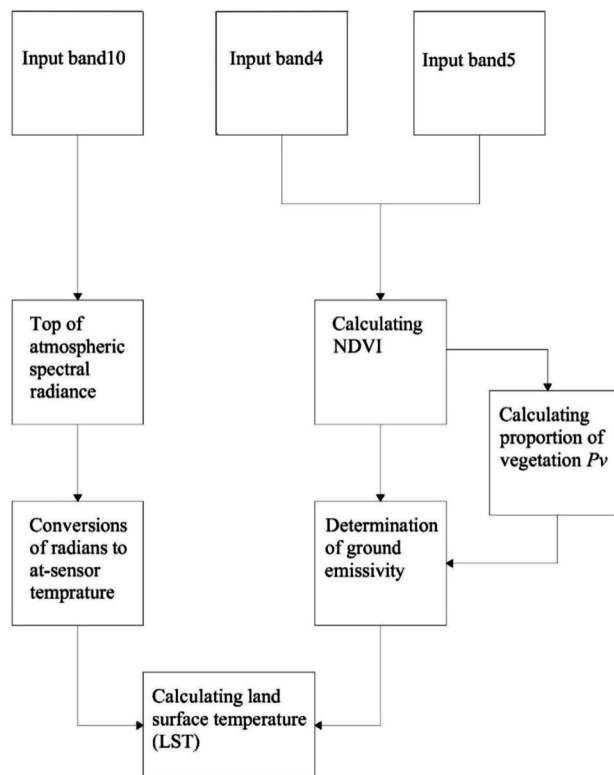 Input band10
Input band4
Input band5
Top of
atmospheric
spectral
radiance
Calculating
NDVI
Calculating
proportion of
vegetation Pv
Conversions
of radians to
at-sensor
temprature
Determination
of ground
emissivity
Calculating land
surface temperature
(LST)